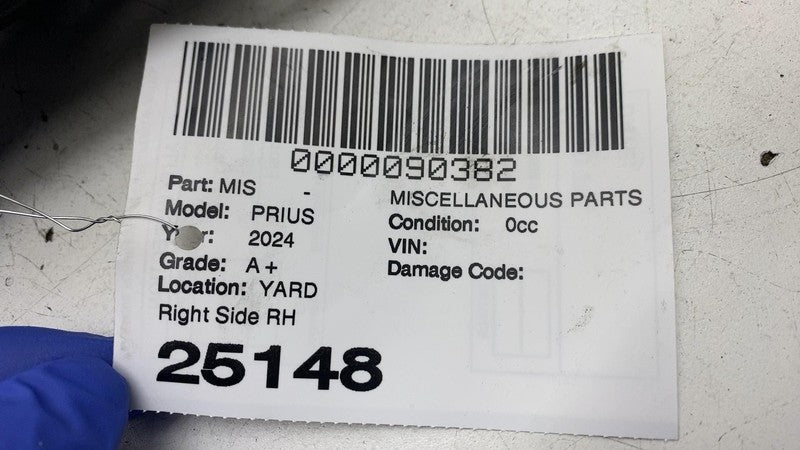 0000090382
Part: MIS - MISCELLANEOUS PARTS
Model: PRIUS Condition: 0cc
Year: 2024 VIN:
Grade: A+ Damage Code:
Location: YARD
Right Side RH
25148